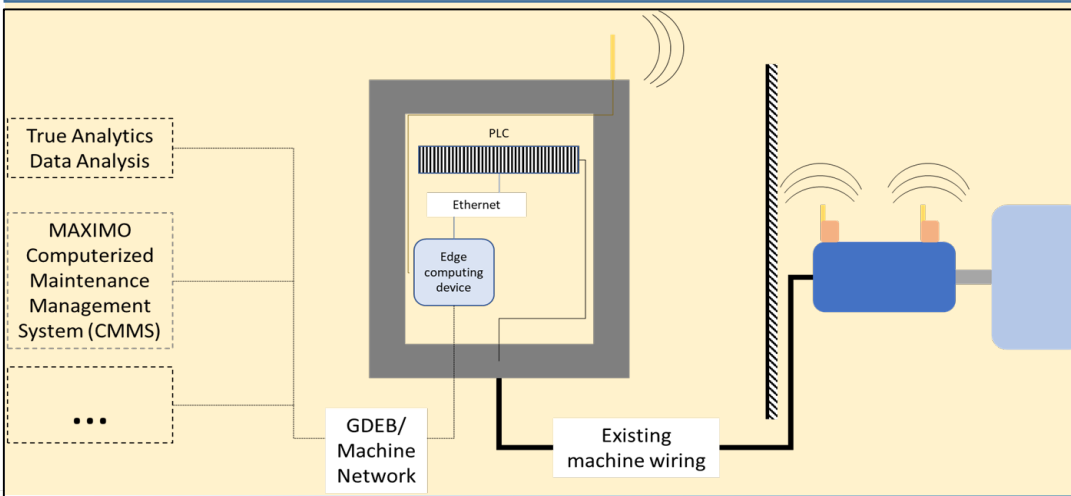 True Analytics
Data Analysis
MAXIMO
Computerized
Maintenance
Management
System (CMMS)
...
PLC
Ethernet
Edge
computing
device
GDEB/
Machine
Network
Existing
machine wiring